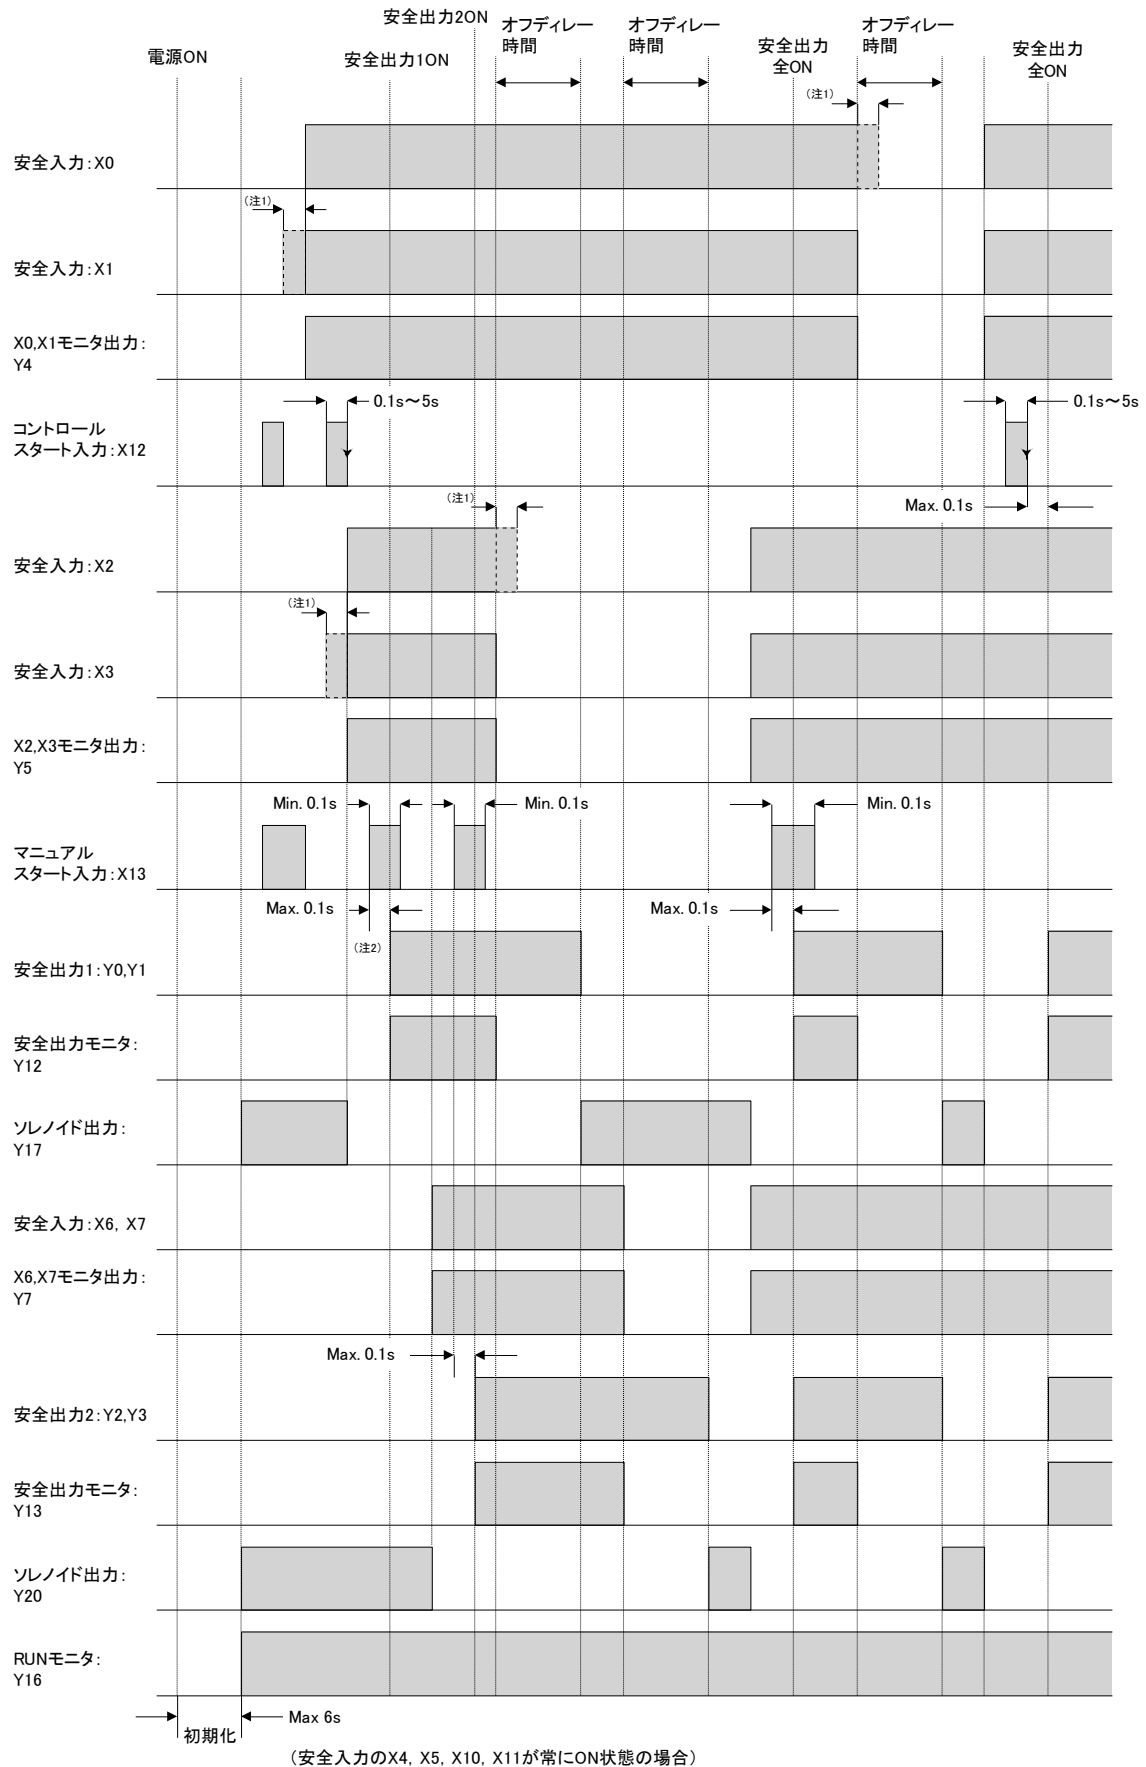 安全出力2ON
オフディレー
時間
オフディレー
時間
オフディレー
時間
電源ON
安全出力1ON
安全出力
全ON
安全出力
全ON
(注1)
安全入力:X0
(注1)
安全入力:X1
X0,X1モニタ出力:
Y4
0.1s～5s
0.1s～5s
コントロール
スタート入力:X12
(注1)
Max. 0.1s
安全入力:X2
(注1)
安全入力:X3
X2,X3モニタ出力:
Y5
Min. 0.1s
Min. 0.1s
Min. 0.1s
マニュアル
スタート入力:X13
Max. 0.1s
Max. 0.1s
(注2)
安全出力1:Y0,Y1
安全出力モニタ:
Y12
ソレノイド出力:
Y17
安全入力:X6, X7
X6,X7モニタ出力:
Y7
Max. 0.1s
安全出力2:Y2,Y3
安全出力モニタ:
Y13
ソレノイド出力:
Y20
RUNモニタ:
Y16
Max 6s
初期化
(安全入力のX4, X5, X10, X11が常にON状態の場合)